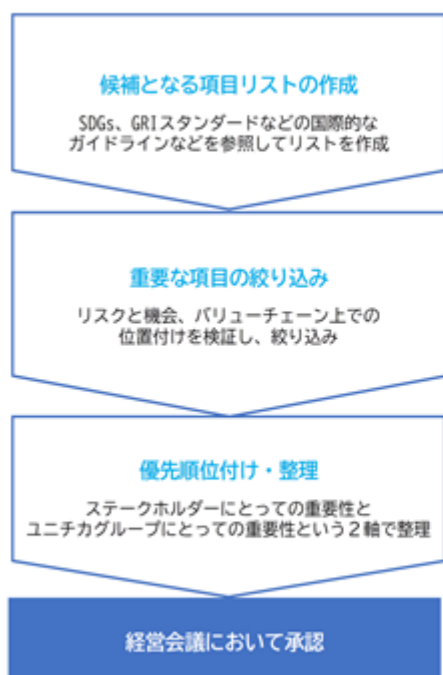 候補となる項目リストの作成
SDGs、GRIスタンダードなどの国際的な
ガイドラインなどを参照してリストを作成
重要な項目の絞り込み
リスクと機会、バリューチェーン上での
位置付けを検証し、絞り込み
優先順位付け・整理
ステークホルダーにとっての重要性と
ユニチカグループにとっての重要性という２軸で整理
経営会議において承認